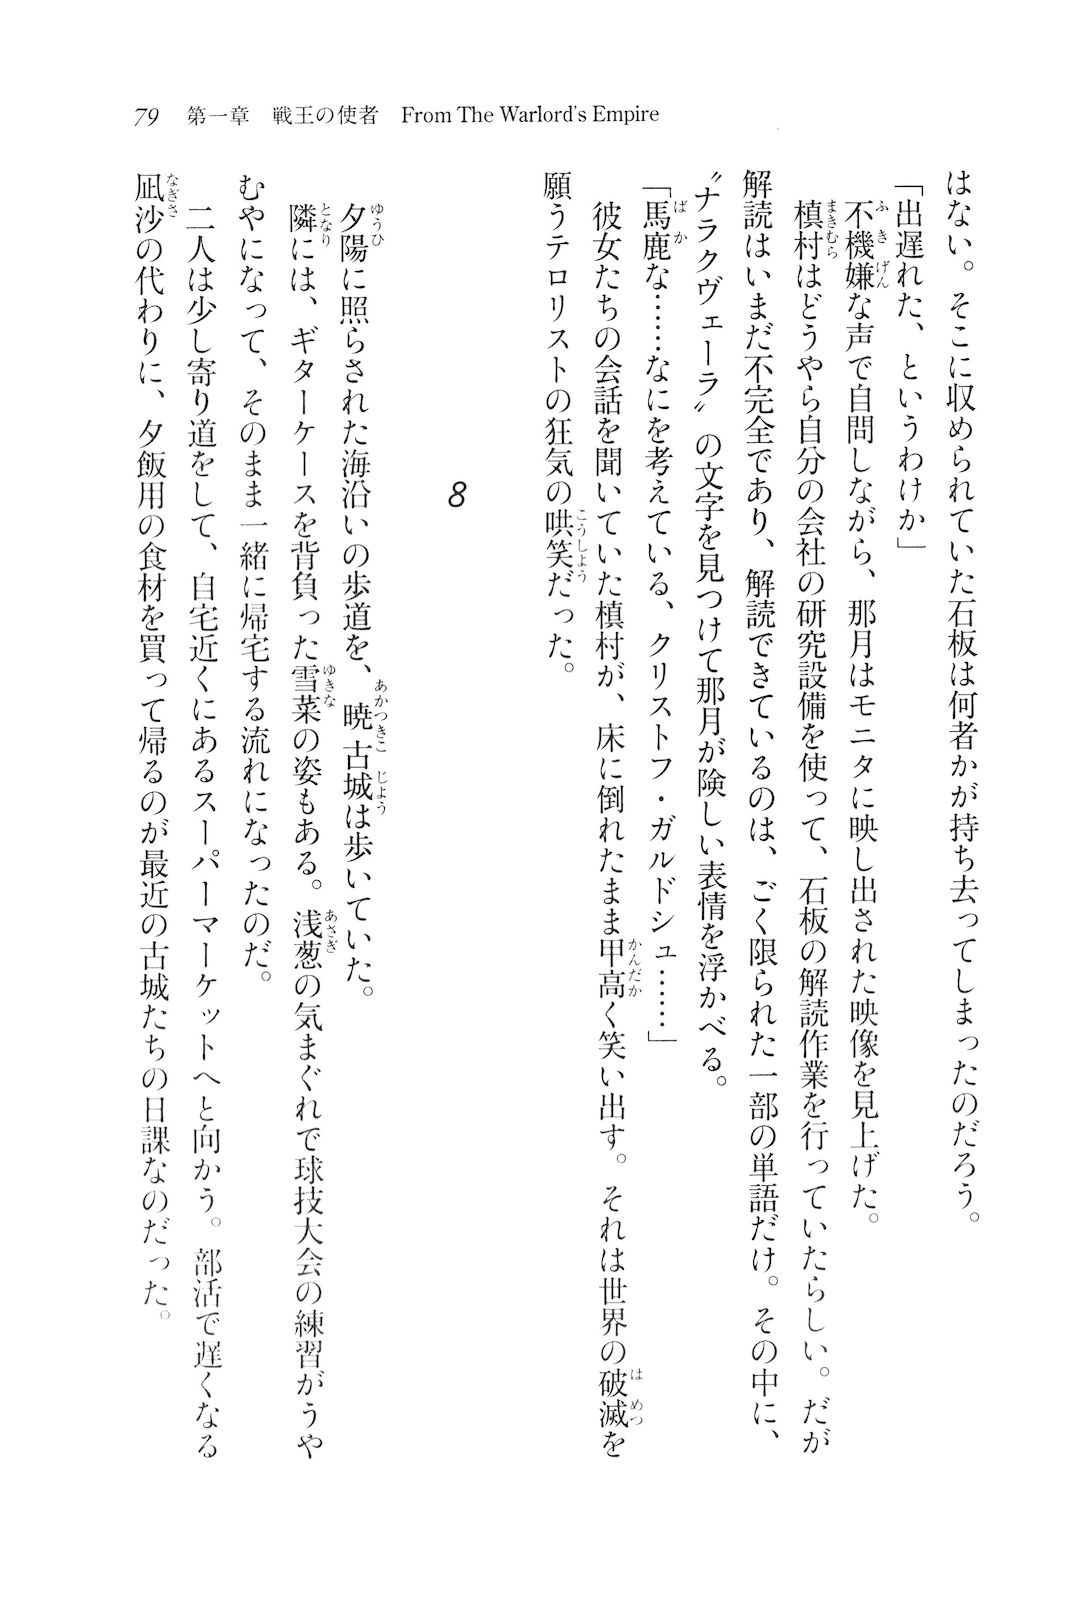 79 第一章 戦王の使者 From The Warlord's Empire
はない。そこに収められていた石板は何者かが持ち去ってしまったのだろう。
「出遅れた、というわけか」
不機嫌な声で自問しながら、那月はモニタに映し出された映像を見上げた。
槙村はどうやら自分の会社の研究設備を使って、石板の解読作業を行っていたらしい。だが
解読はいまだ不完全であり、解読できているのは、ごく限られた一部の単語だけ。その中に、
〝ナラクヴェーラ〟の文字を見つけて那月が険しい表情を浮かべる。
「馬鹿な……なにを考えている、クリストフ・ガルドシュ……」
彼女たちの会話を聞いていた槙村が、床に倒れたまま甲高く笑い出す。それは世界の破滅を
願うテロリストの狂気の哄笑だった。
8
夕陽に照らされた海沿いの歩道を、暁古城は歩いていた。
隣には、ギターケースを背負った雪菜の姿もある。浅葱の気まぐれで球技大会の練習がうや
むやになって、そのまま一緒に帰宅する流れになったのだ。
二人は少し寄り道をして、自宅近くにあるスーパーマーケットへと向かう。部活で遅くなる
凪沙の代わりに、夕飯用の食材を買って帰るのが最近の古城たちの日課なのだった。